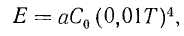 E = aC₀ (0,01T)⁴,